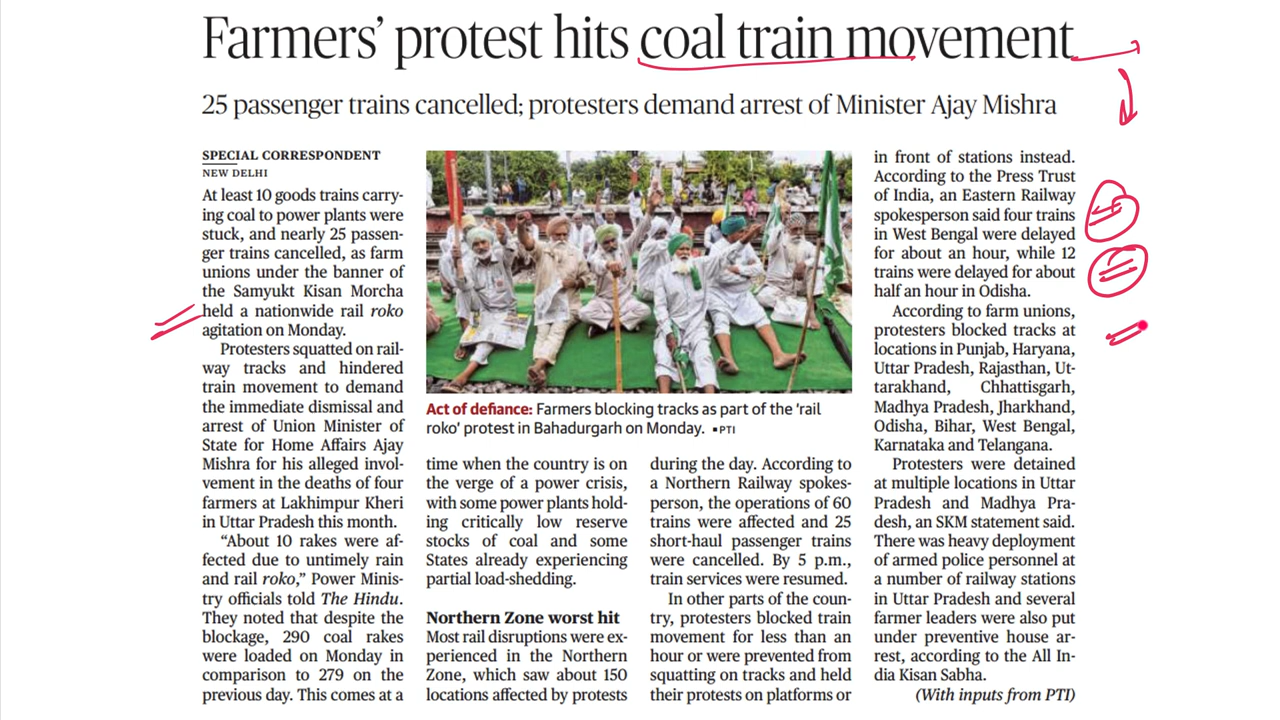 Farmers’ protest hits coal train movement
25 passenger trains cancelled; protesters demand arrest of Minister Ajay Mishra
SPECIAL CORRESPONDENT
NEW DELHI
At least 10 goods trains carry-
ing coal to power plants were
stuck, and nearly 25 passen-
ger trains cancelled, as farm
unions under the banner of
the Samyukt Kisan Morcha
held a nationwide rail roko
agitation on Monday.
Protesters squatted on rail-
way tracks and hindered
train movement to demand
the immediate dismissal and
arrest of Union Minister of
State for Home Affairs Ajay
Mishra for his alleged invol-
vement in the deaths of four
farmers at Lakhimpur Kheri
in Uttar Pradesh this month.
“About 10 rakes were af-
fected due to untimely rain
and rail roko,” Power Minis-
try officials told The Hindu.
They noted that despite the
blockage, 290 coal rakes
were loaded on Monday in
comparison to 279 on the
previous day. This comes at a
Act of defiance: Farmers blocking tracks as part of the ‘rail
roko’ protest in Bahadurgarh on Monday. ▪PTI
time when the country is on
the verge of a power crisis,
with some power plants hold-
ing critically low reserve
stocks of coal and some
States already experiencing
partial load-shedding.
Northern Zone worst hit
Most rail disruptions were ex-
perienced in the Northern
Zone, which saw about 150
locations affected by protests
during the day. According to
a Northern Railway spokes-
person, the operations of 60
trains were affected and 25
short-haul passenger trains
were cancelled. By 5 p.m.,
train services were resumed.
In other parts of the coun-
try, protesters blocked train
movement for less than an
hour or were prevented from
squatting on tracks and held
their protests on platforms or
in front of stations instead.
According to the Press Trust
of India, an Eastern Railway
spokesperson said four trains
in West Bengal were delayed
for about an hour, while 12
trains were delayed for about
half an hour in Odisha.
According to farm unions,
protesters blocked tracks at
locations in Punjab, Haryana,
Uttar Pradesh, Rajasthan, Ut-
tarakhand, Chhattisgarh,
Madhya Pradesh, Jharkhand,
Odisha, Bihar, West Bengal,
Karnataka and Telangana.
Protesters were detained
at multiple locations in Uttar
Pradesh and Madhya Pra-
desh, an SKM statement said.
There was heavy deployment
of armed police personnel at
a number of railway stations
in Uttar Pradesh and several
farmer leaders were also put
under preventive house ar-
rest, according to the All In-
dia Kisan Sabha.
(With inputs from PTI)